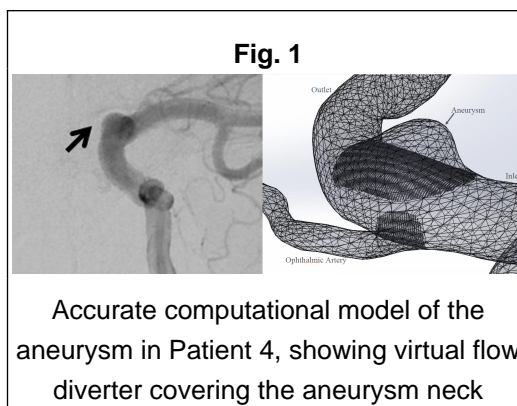 Fig. 1
Outlet
Aneurysm
Inlet
Ophthalmic Artery
Accurate computational model of the
aneurysm in Patient 4, showing virtual flow
diverter covering the aneurysm neck